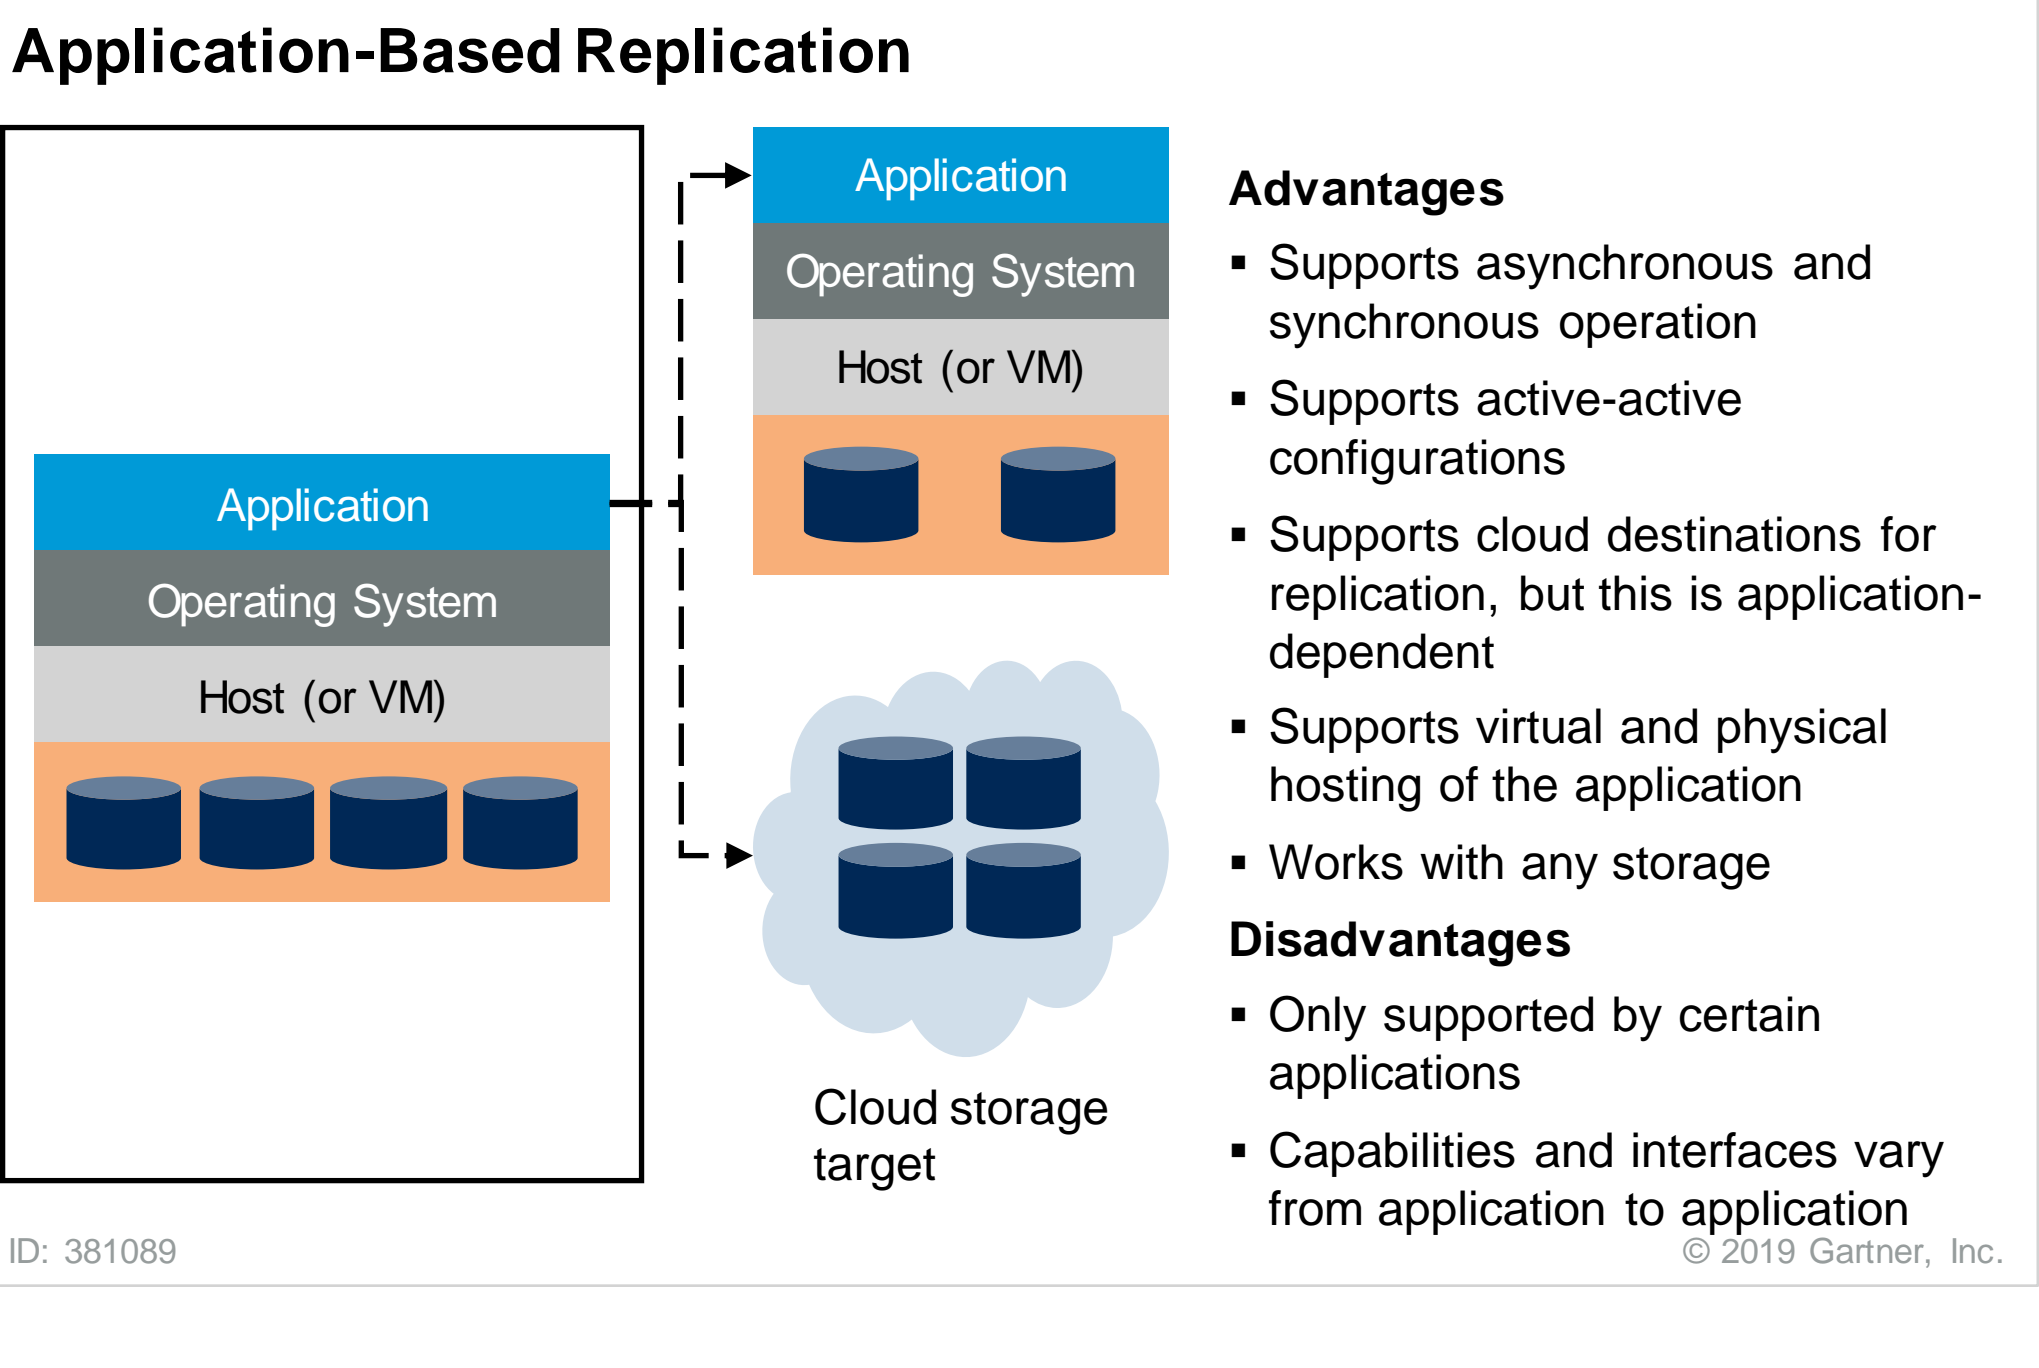 Application-Based Replication
Application
Operating System
Host (or VM)
Application
Operating System
Host (or VM)
Cloud storage
target
Advantages
▪ Supports asynchronous and
synchronous operation
▪ Supports active-active
configurations
▪ Supports cloud destinations for
replication, but this is application-
dependent
▪ Supports virtual and physical
hosting of the application
▪ Works with any storage
Disadvantages
▪ Only supported by certain
applications
▪ Capabilities and interfaces vary
from application to application
ID: 381089
© 2019 Gartner, Inc.